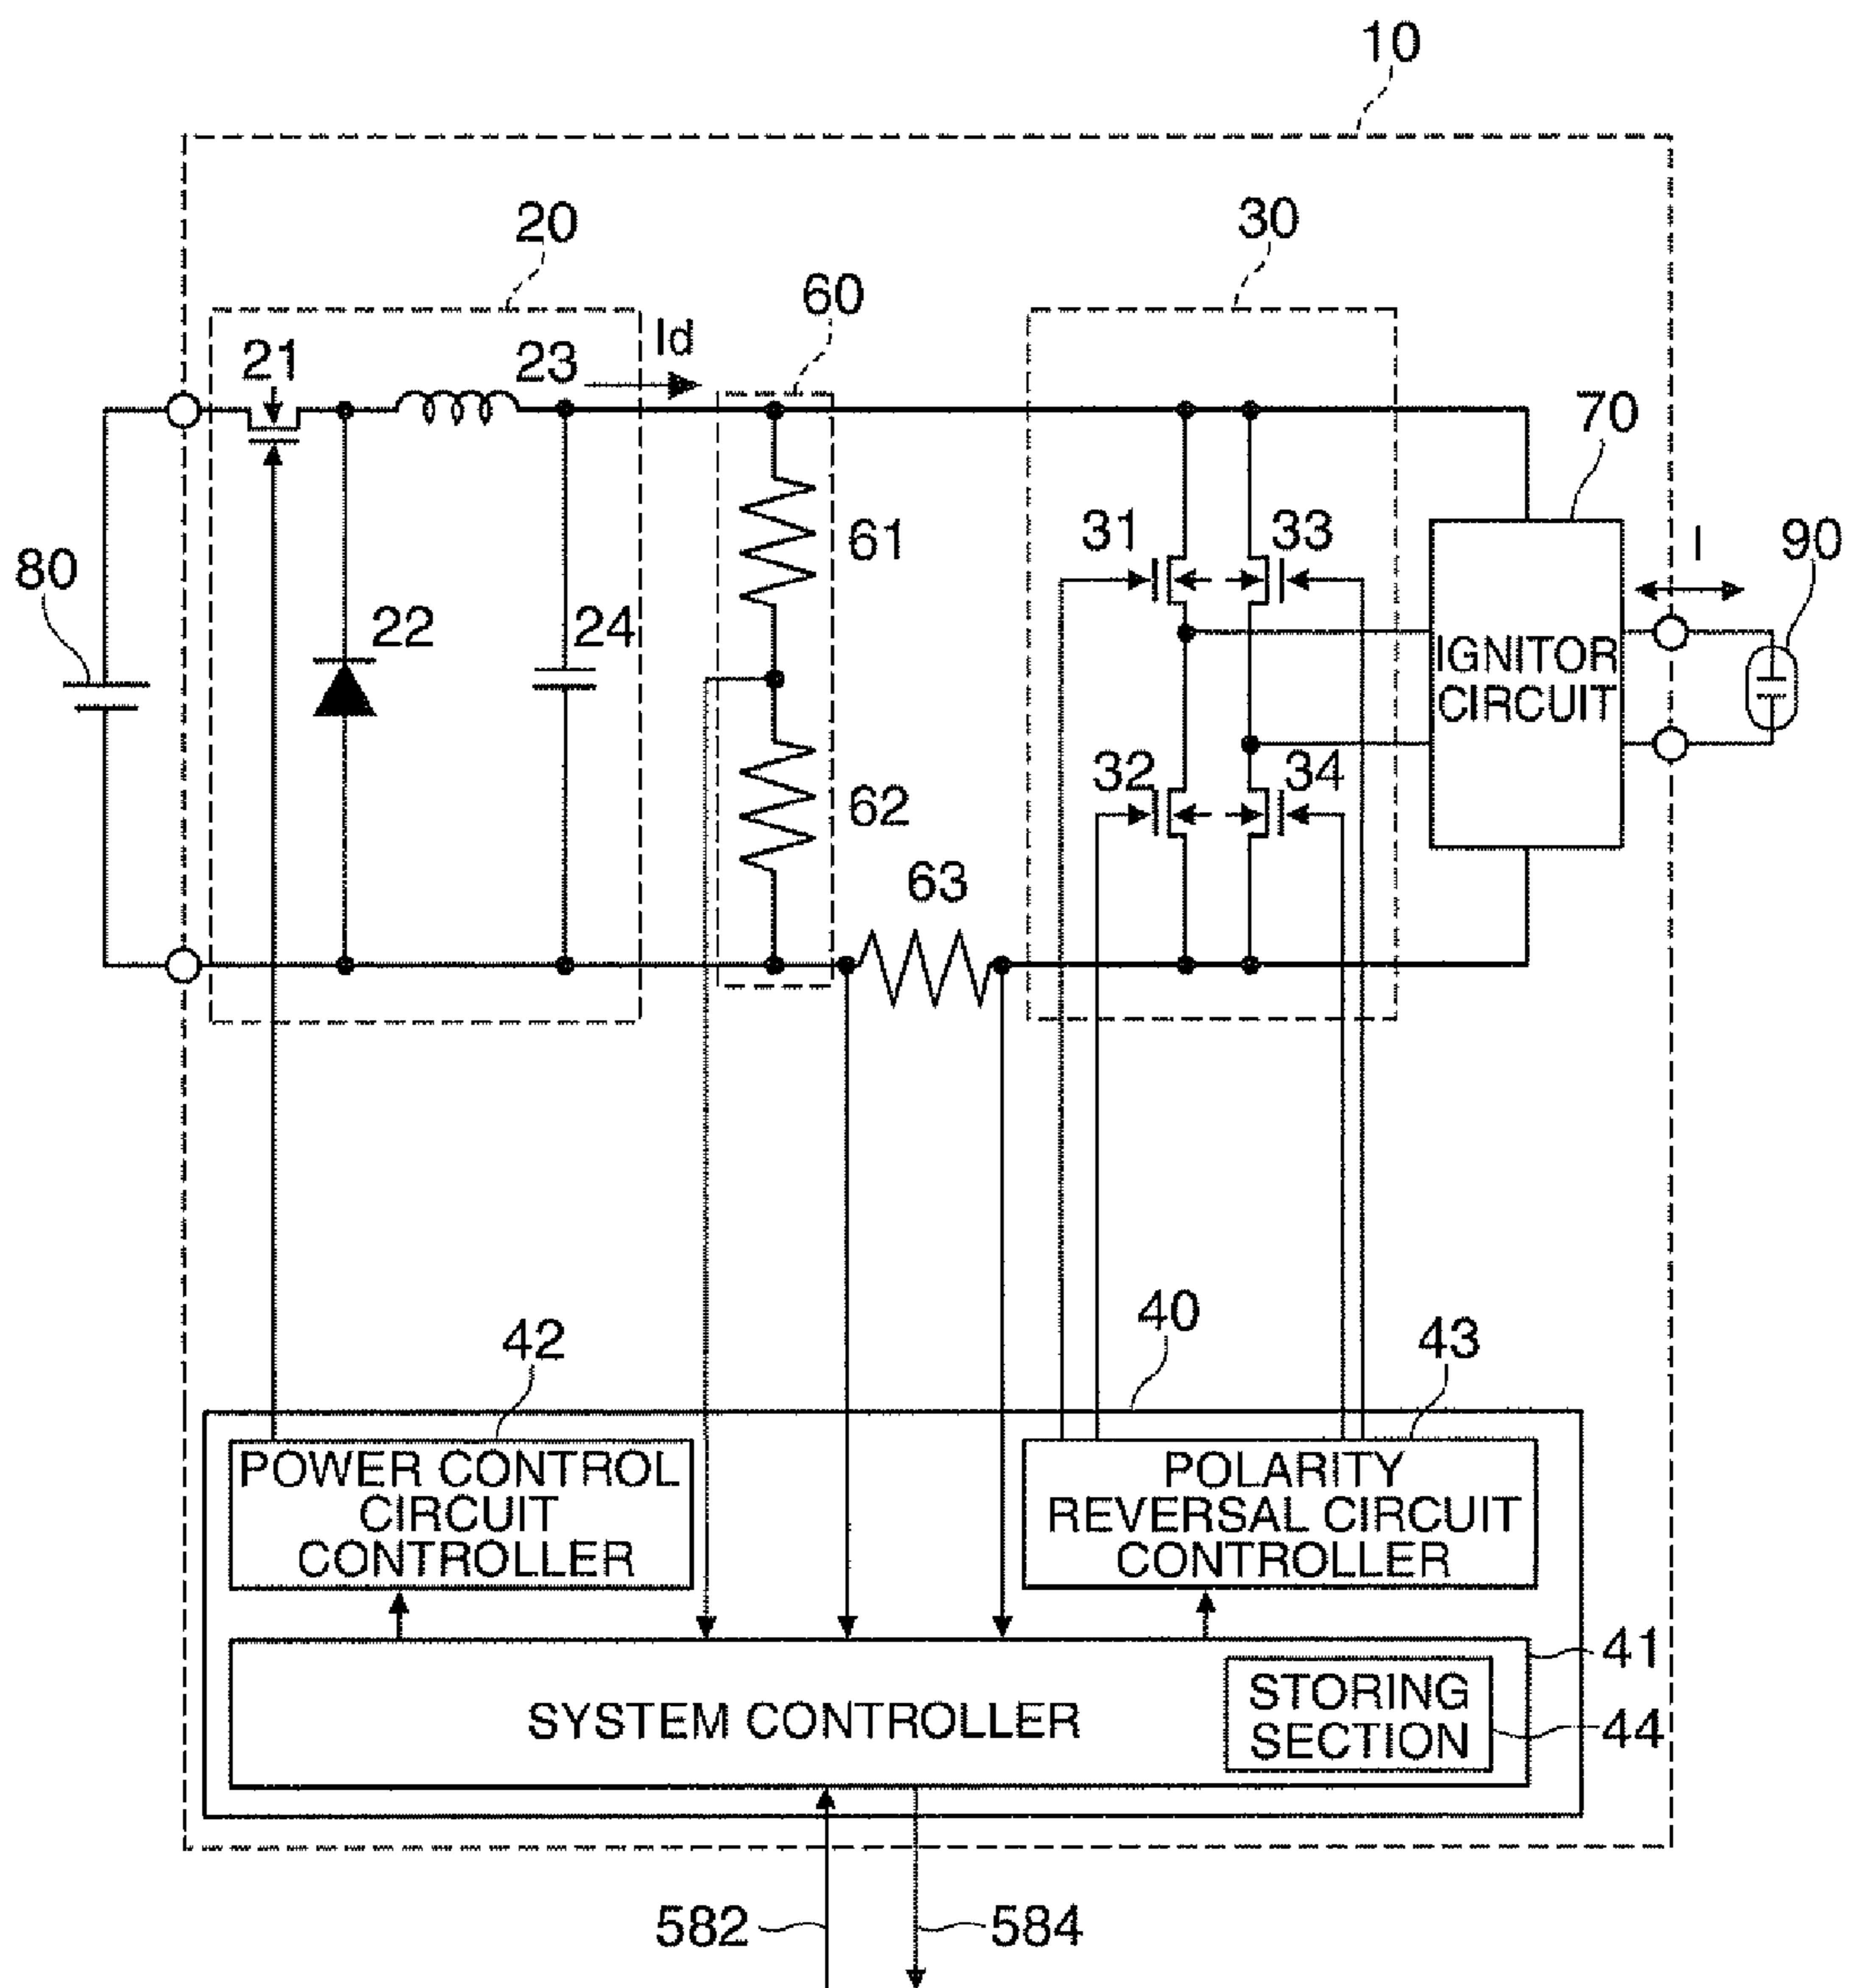 10
20
30
60
Id
21
23
70
31
33
61
I
90
80
22
24
IGNITOR
CIRCUIT
32
34
62
63
40
42
43
POWER CONTROL
CIRCUIT
CONTROLLER
POLARITY
REVERSAL CIRCUIT
CONTROLLER
41
STORING
SECTION
SYSTEM CONTROLLER
44
582
584